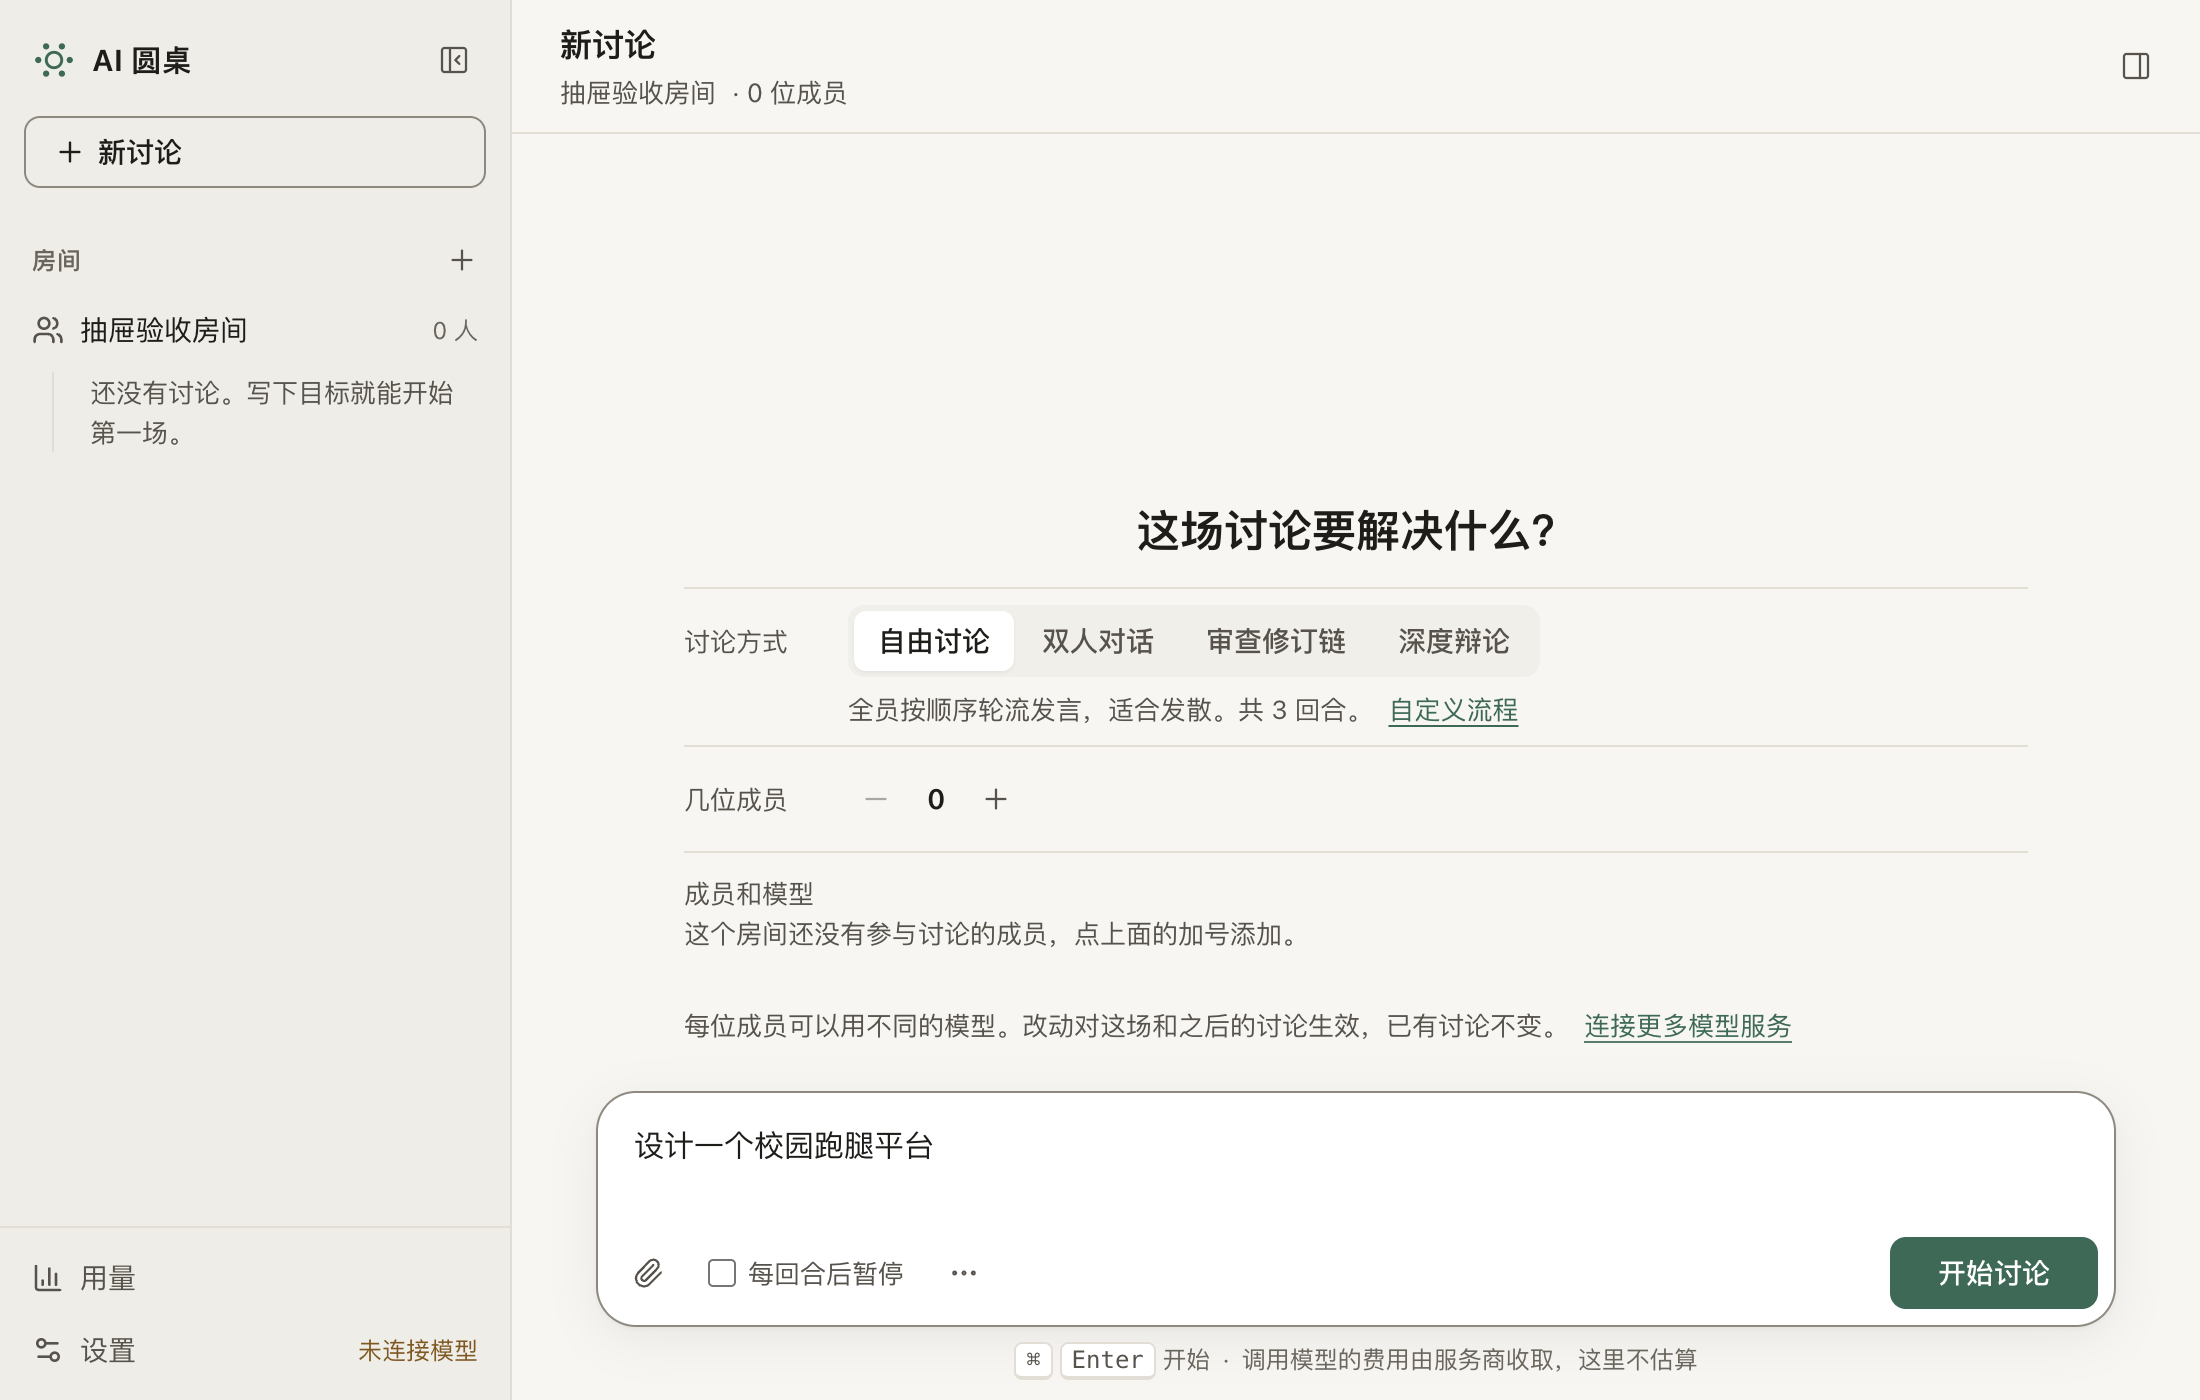 AI 圆桌
新讨论
房间
抽屉验收房间 0 人
还没有讨论。写下目标就能开始
第一场。
用量
设置 未连接模型
新讨论
抽屉验收房间 · 0 位成员
这场讨论要解决什么？
讨论方式 自由讨论 双人对话 审查修订链 深度辩论
全员按顺序轮流发言，适合发散。共 3 回合。 自定义流程
几位成员 0
成员和模型
这个房间还没有参与讨论的成员，点上面的加号添加。
每位成员可以用不同的模型。改动对这场和之后的讨论生效，已有讨论不变。 连接更多模型服务
设计一个校园跑腿平台
每回合后暂停 开始讨论
⌘ Enter 开始 · 调用模型的费用由服务商收取，这里不估算